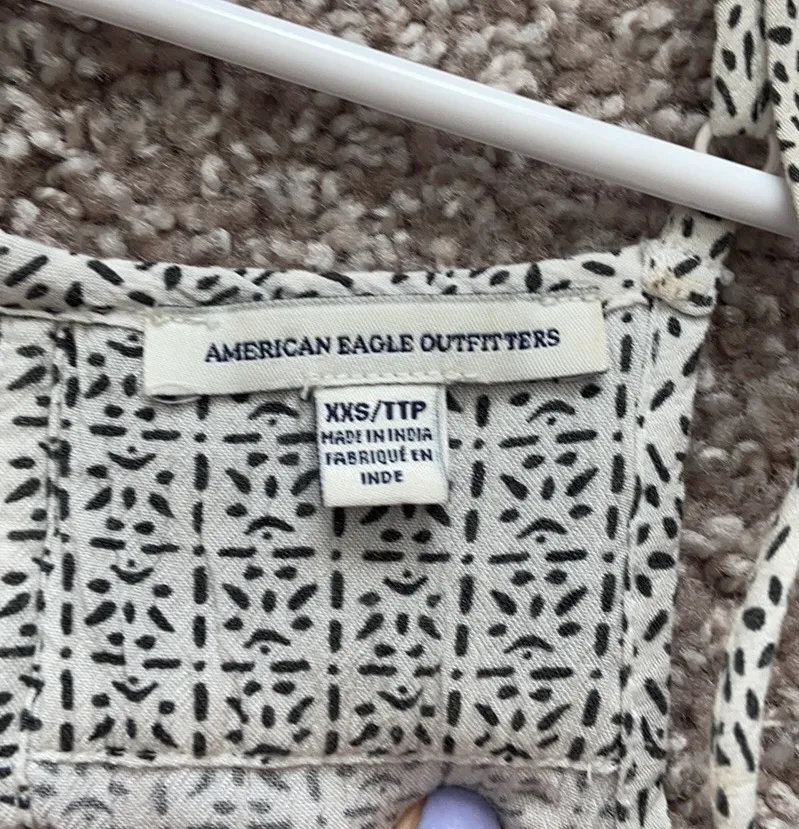 AMERICAN EAGLE OUTFITTERS
XXS/TTP
MADE IN INDIA
FABRIQUÉ EN
INDE